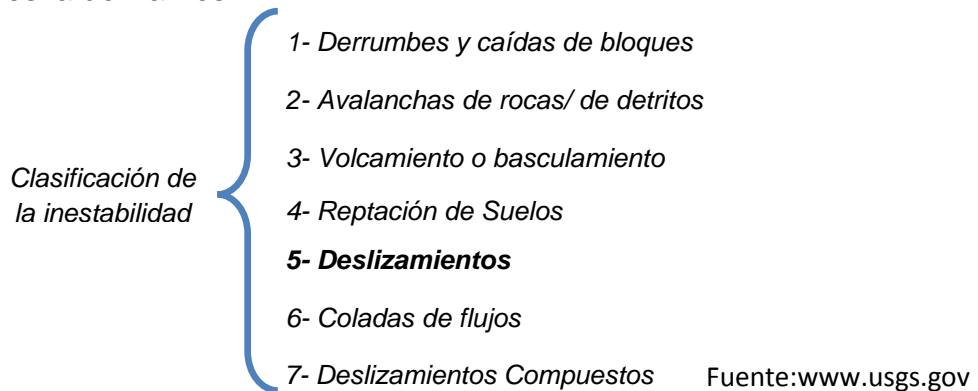 1- Derrumbes y caídas de bloques
2- Avalanchas de rocas/ de detritos
3- Volcamiento o basculamiento
Clasificación de
la inestabilidad
4- Reptación de Suelos
5- Deslizamientos
6- Coladas de flujos
7- Deslizamientos Compuestos
Fuente:www.usgs.gov